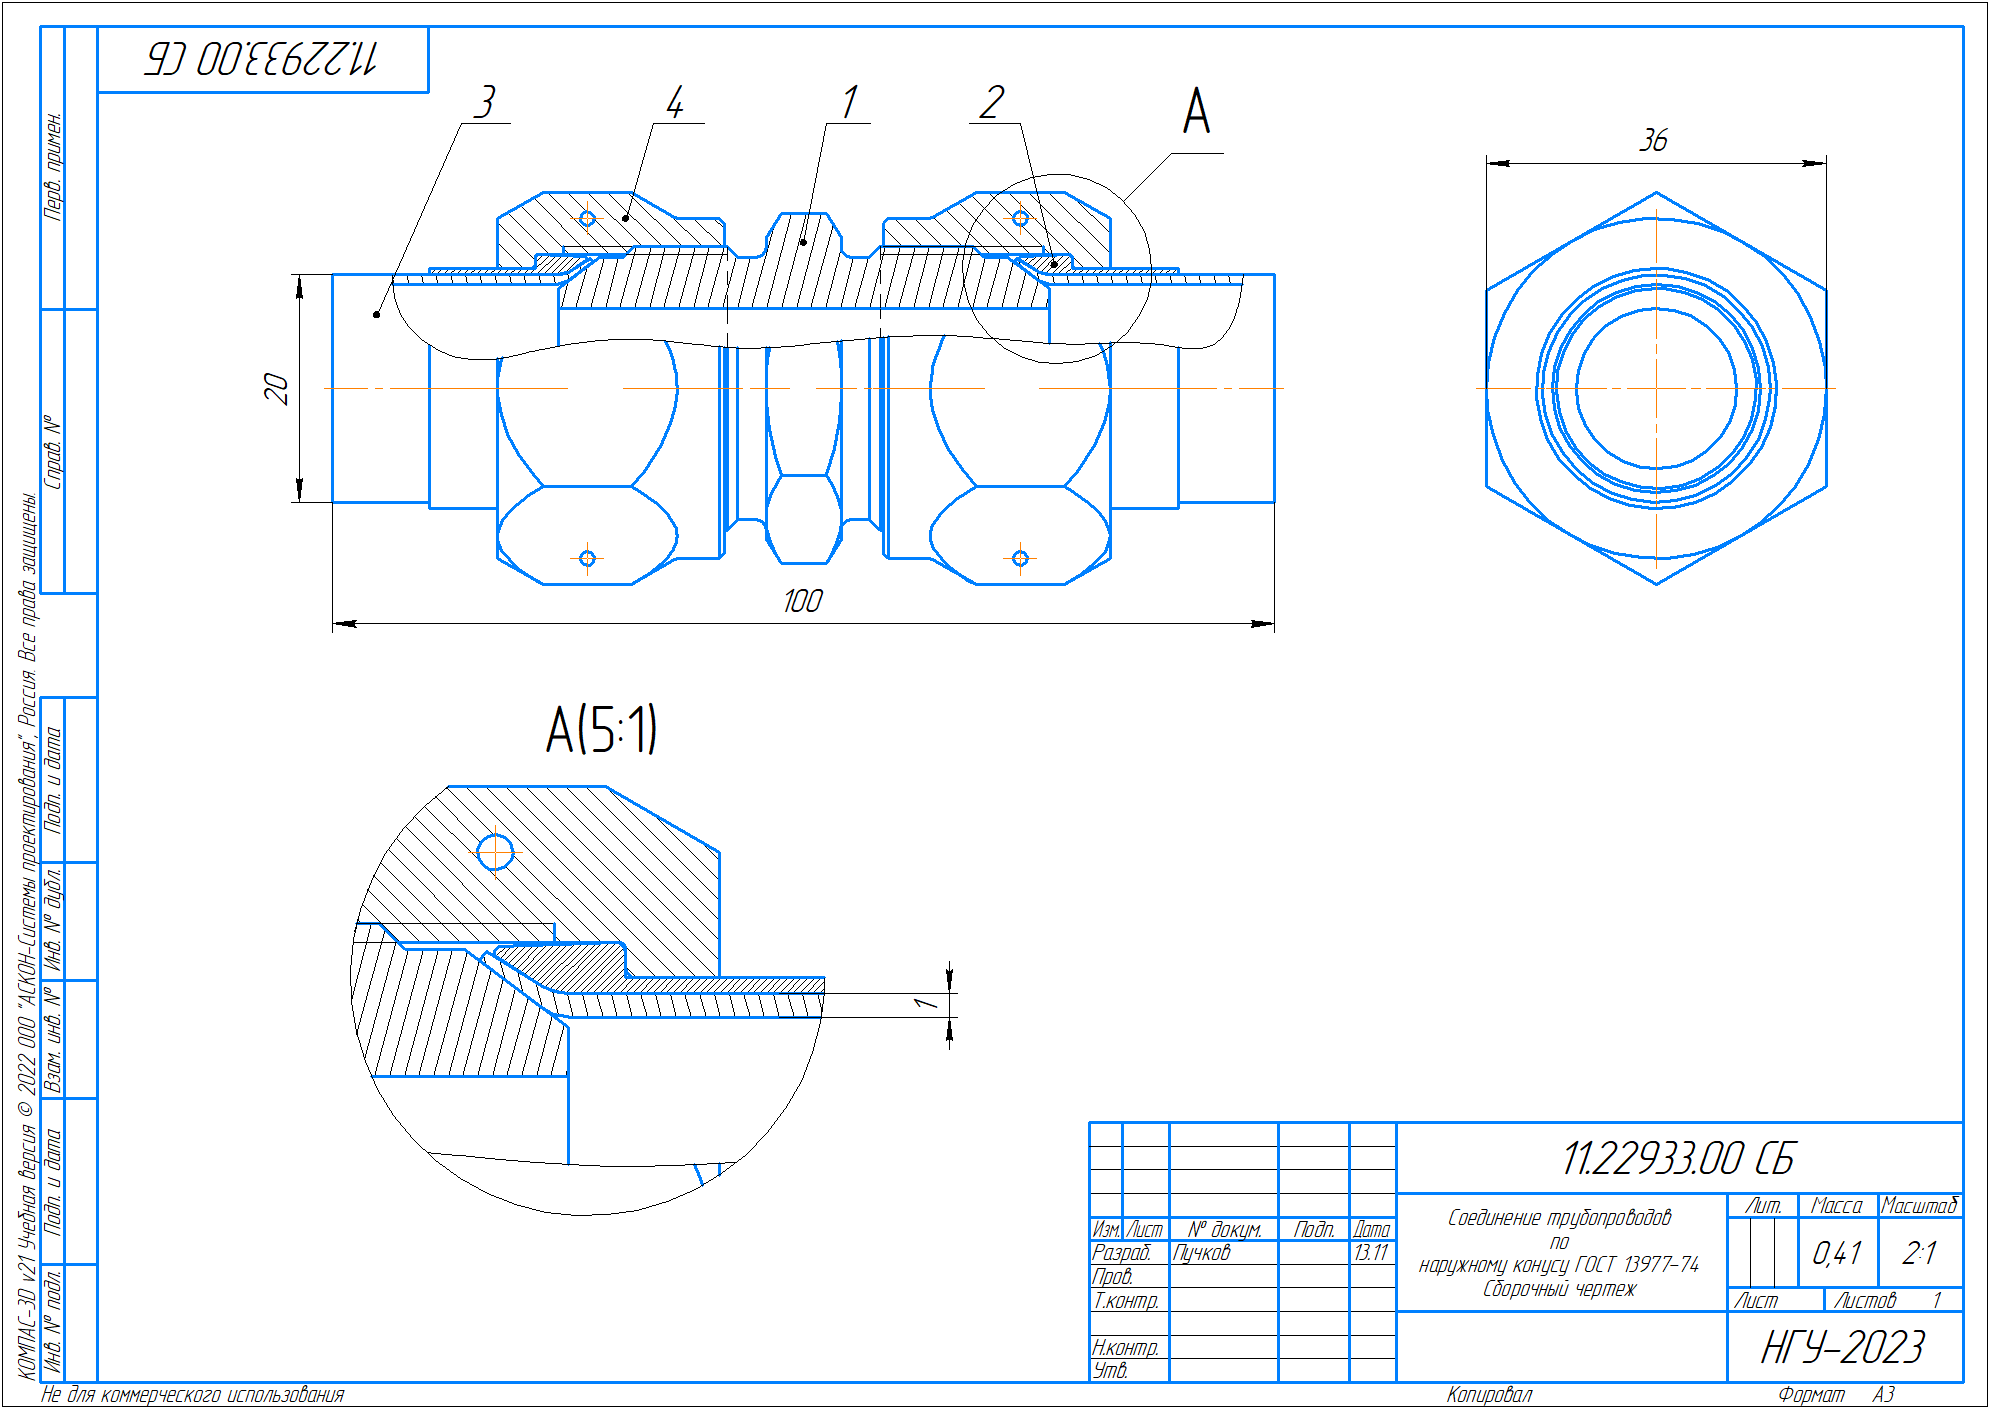 11.22933.00 СБ
3
4
1
2
А
36
20
100
А(5:1)
1
Перв. примен.
Справ. №
Подп. и дата
Инв. № дубл.
Взам. инв. №
Подп. и дата
Инв. № подл.
КОМПАС-3D v21 Учебная версия © 2022 ООО "АСКОН-Системы проектирования", Россия. Все права защищены.
11.22933.00 СБ
Изм. Лист № докум. Подп. Дата
Разраб. Пучков 13.11
Пров.
Т.контр.
Н.контр.
Утв.
Соединение трубопроводов
по
наружному конусу ГОСТ 13977-74
Сборочный чертеж
Лит. Масса Масштаб
0,41 2:1
Лист Листов 1
НГУ-2023
Не для коммерческого использования
Копировал
Формат А3